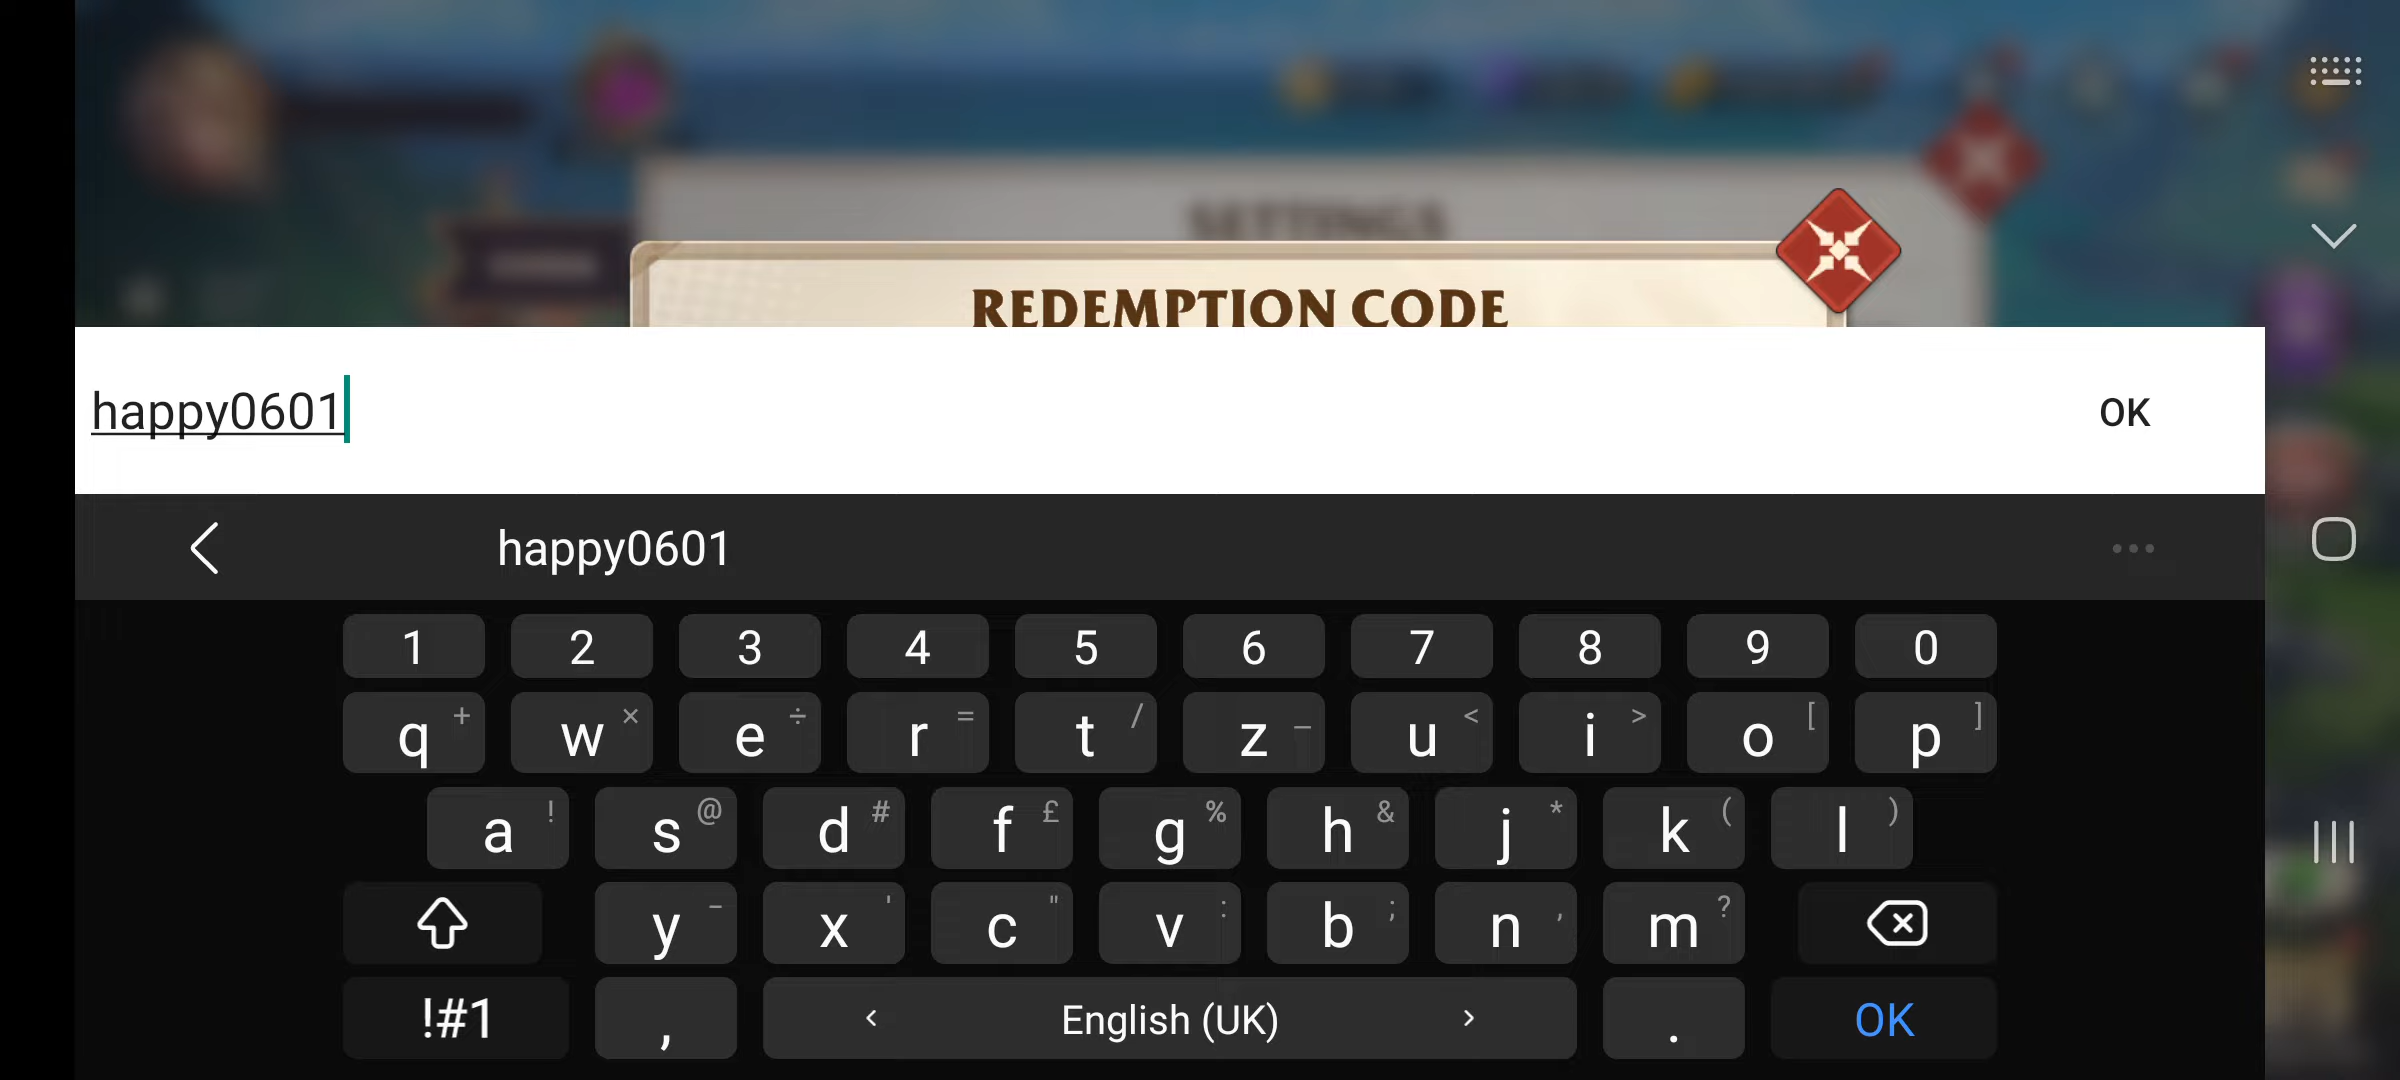 SETTINGS
REDEMPTION CODE
happy0601
OK
happy0601
1 2 3 4 5 6 7 8 9 0
q + w × e ÷ r = t / z _ u < i > o [ p ]
a ! s @ d # f £ g % h & j * k ( l )
y - x ' c " v : b ; n , m ?
!#1 , < English (UK) > . OK